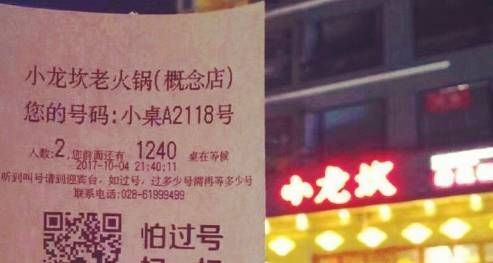 小龙坎老火锅(概念店)
您的号码:小桌A2118号
人数:2,您前面还有 1240 桌在等候
2017-10-04 21:40:11
听到叫号请到迎宾台，如过号，过多少号需再等多少号
联系电话:028-61999499
怕过号
小龙坎